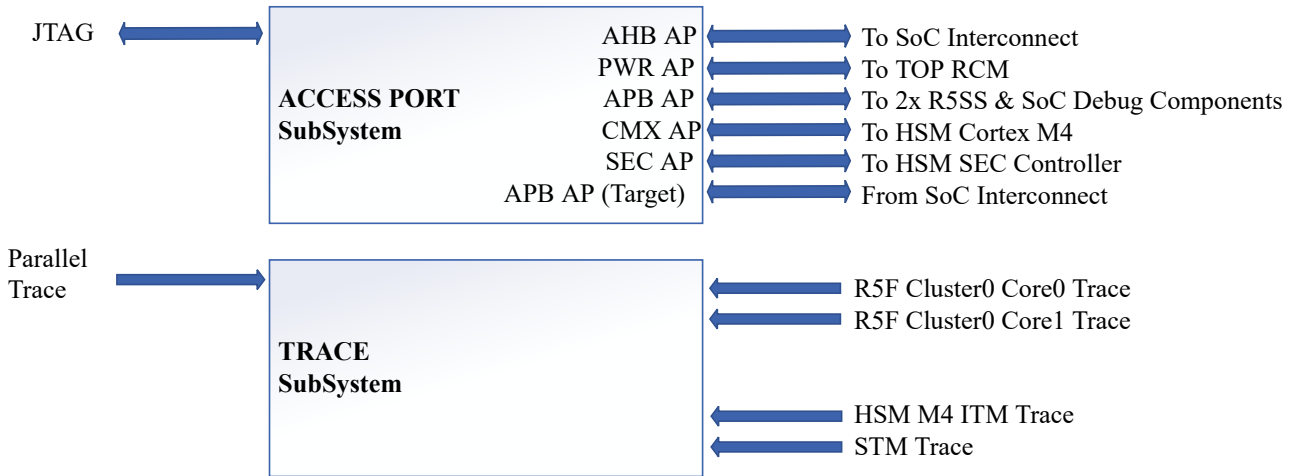 JTAG
ACCESS PORT
SubSystem
AHB AP
PWR AP
APB AP
CMX AP
SEC AP
APB AP (Target)
To SoC Interconnect
To TOP RCM
To 2x R5SS & SoC Debug Components
To HSM Cortex M4
To HSM SEC Controller
From SoC Interconnect
Parallel
Trace
TRACE
SubSystem
R5F Cluster0 Core0 Trace
R5F Cluster0 Core1 Trace
HSM M4 ITM Trace
STM Trace